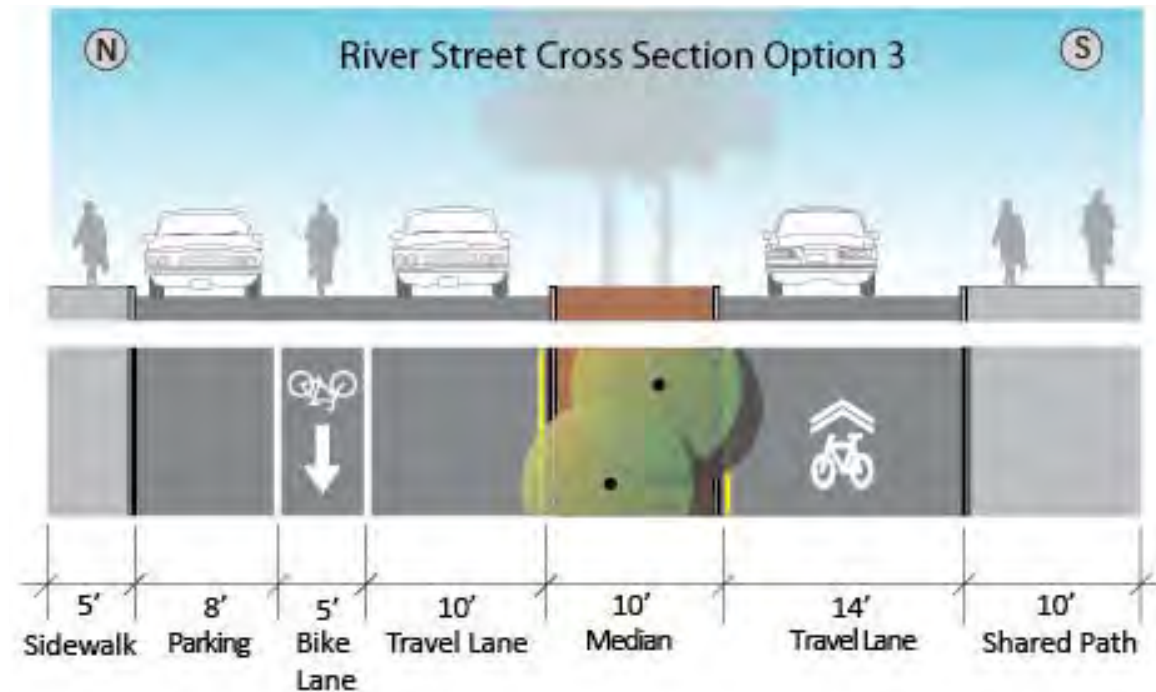 N
River Street Cross Section Option 3
S
5’ 8’ 5’ 10’ 10’ 14’ 10’
Sidewalk Parking Bike Travel Lane Median Travel Lane Shared Path
Lane